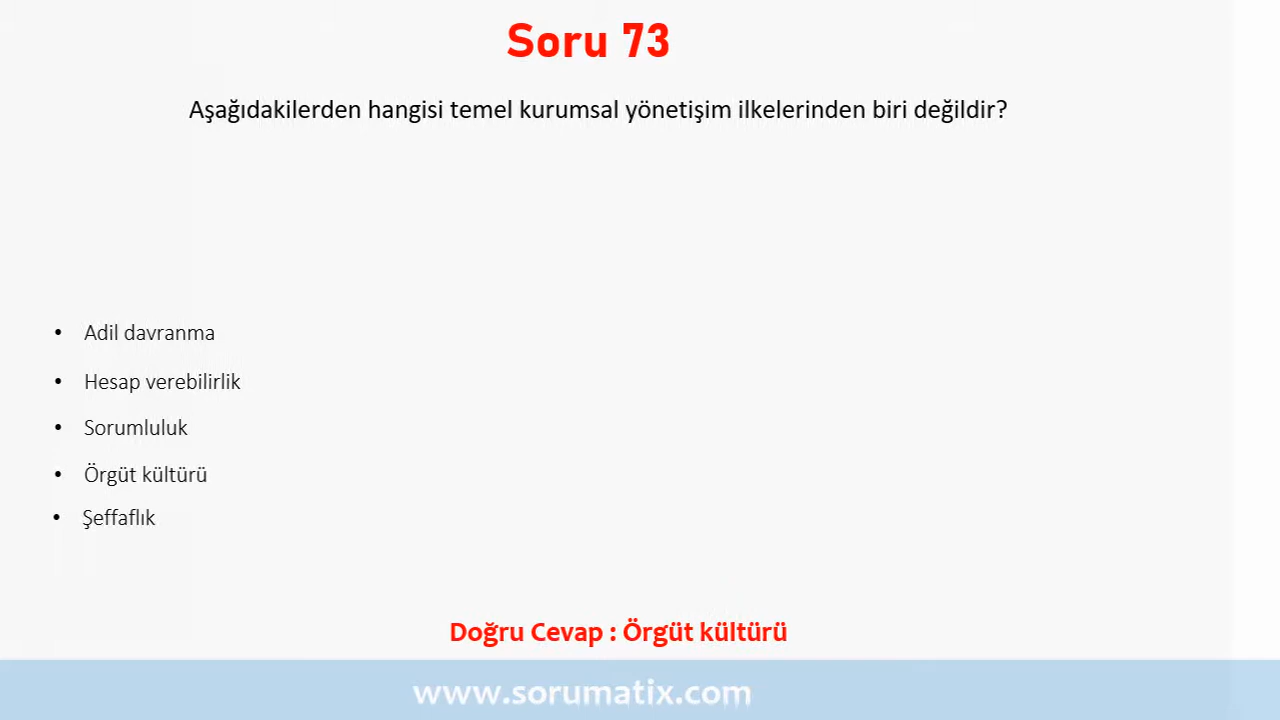 Soru 73
Aşağıdakilerden hangisi temel kurumsal yönetişim ilkelerinden biri değildir?
• Adil davranma
• Hesap verebilirlik
• Sorumluluk
• Örgüt kültürü
• Şeffaflık
Doğru Cevap : Örgüt kültürü
www.sorumatix.com